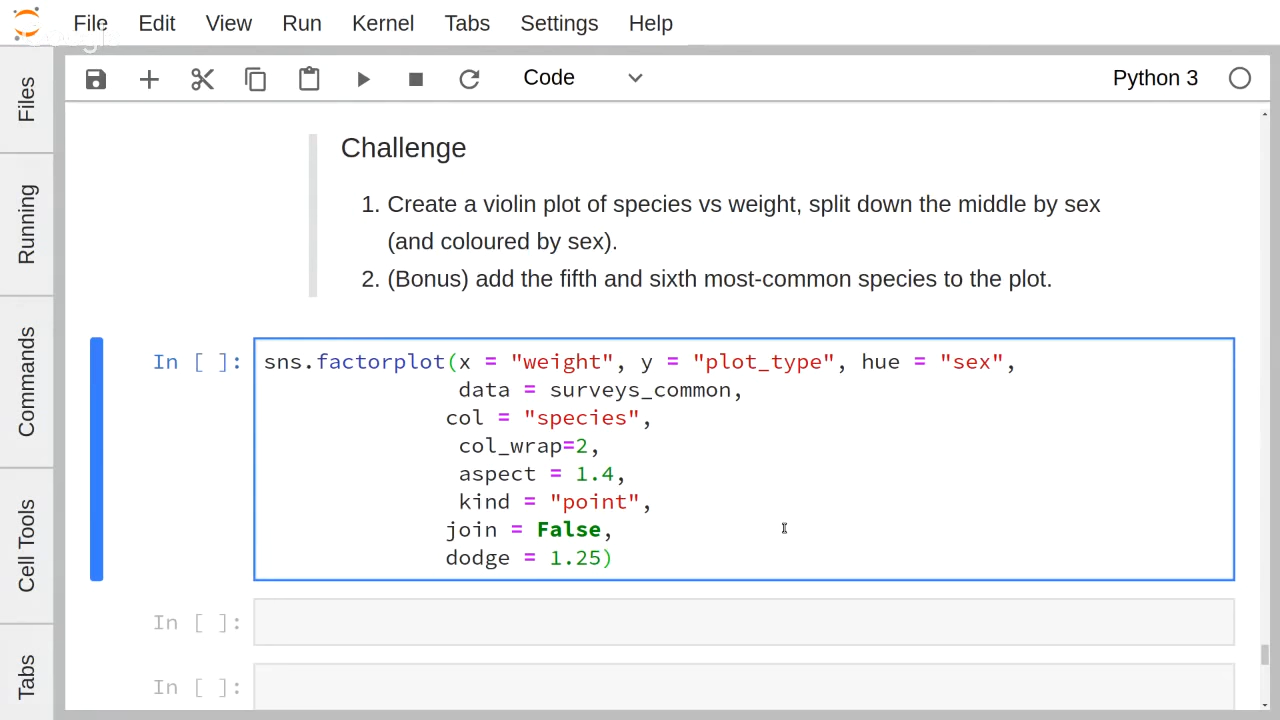 File Edit View Run Kernel Tabs Settings Help
Code Python 3
Files
Running
Commands
Cell Tools
Tabs
Challenge
1. Create a violin plot of species vs weight, split down the middle by sex
(and coloured by sex).
2. (Bonus) add the fifth and sixth most-common species to the plot.
In [ ]: sns.factorplot(x = "weight", y = "plot_type", hue = "sex",
data = surveys_common,
col = "species",
col_wrap=2,
aspect = 1.4,
kind = "point",
join = False,
dodge = 1.25)
In [ ]:
In [ ]: